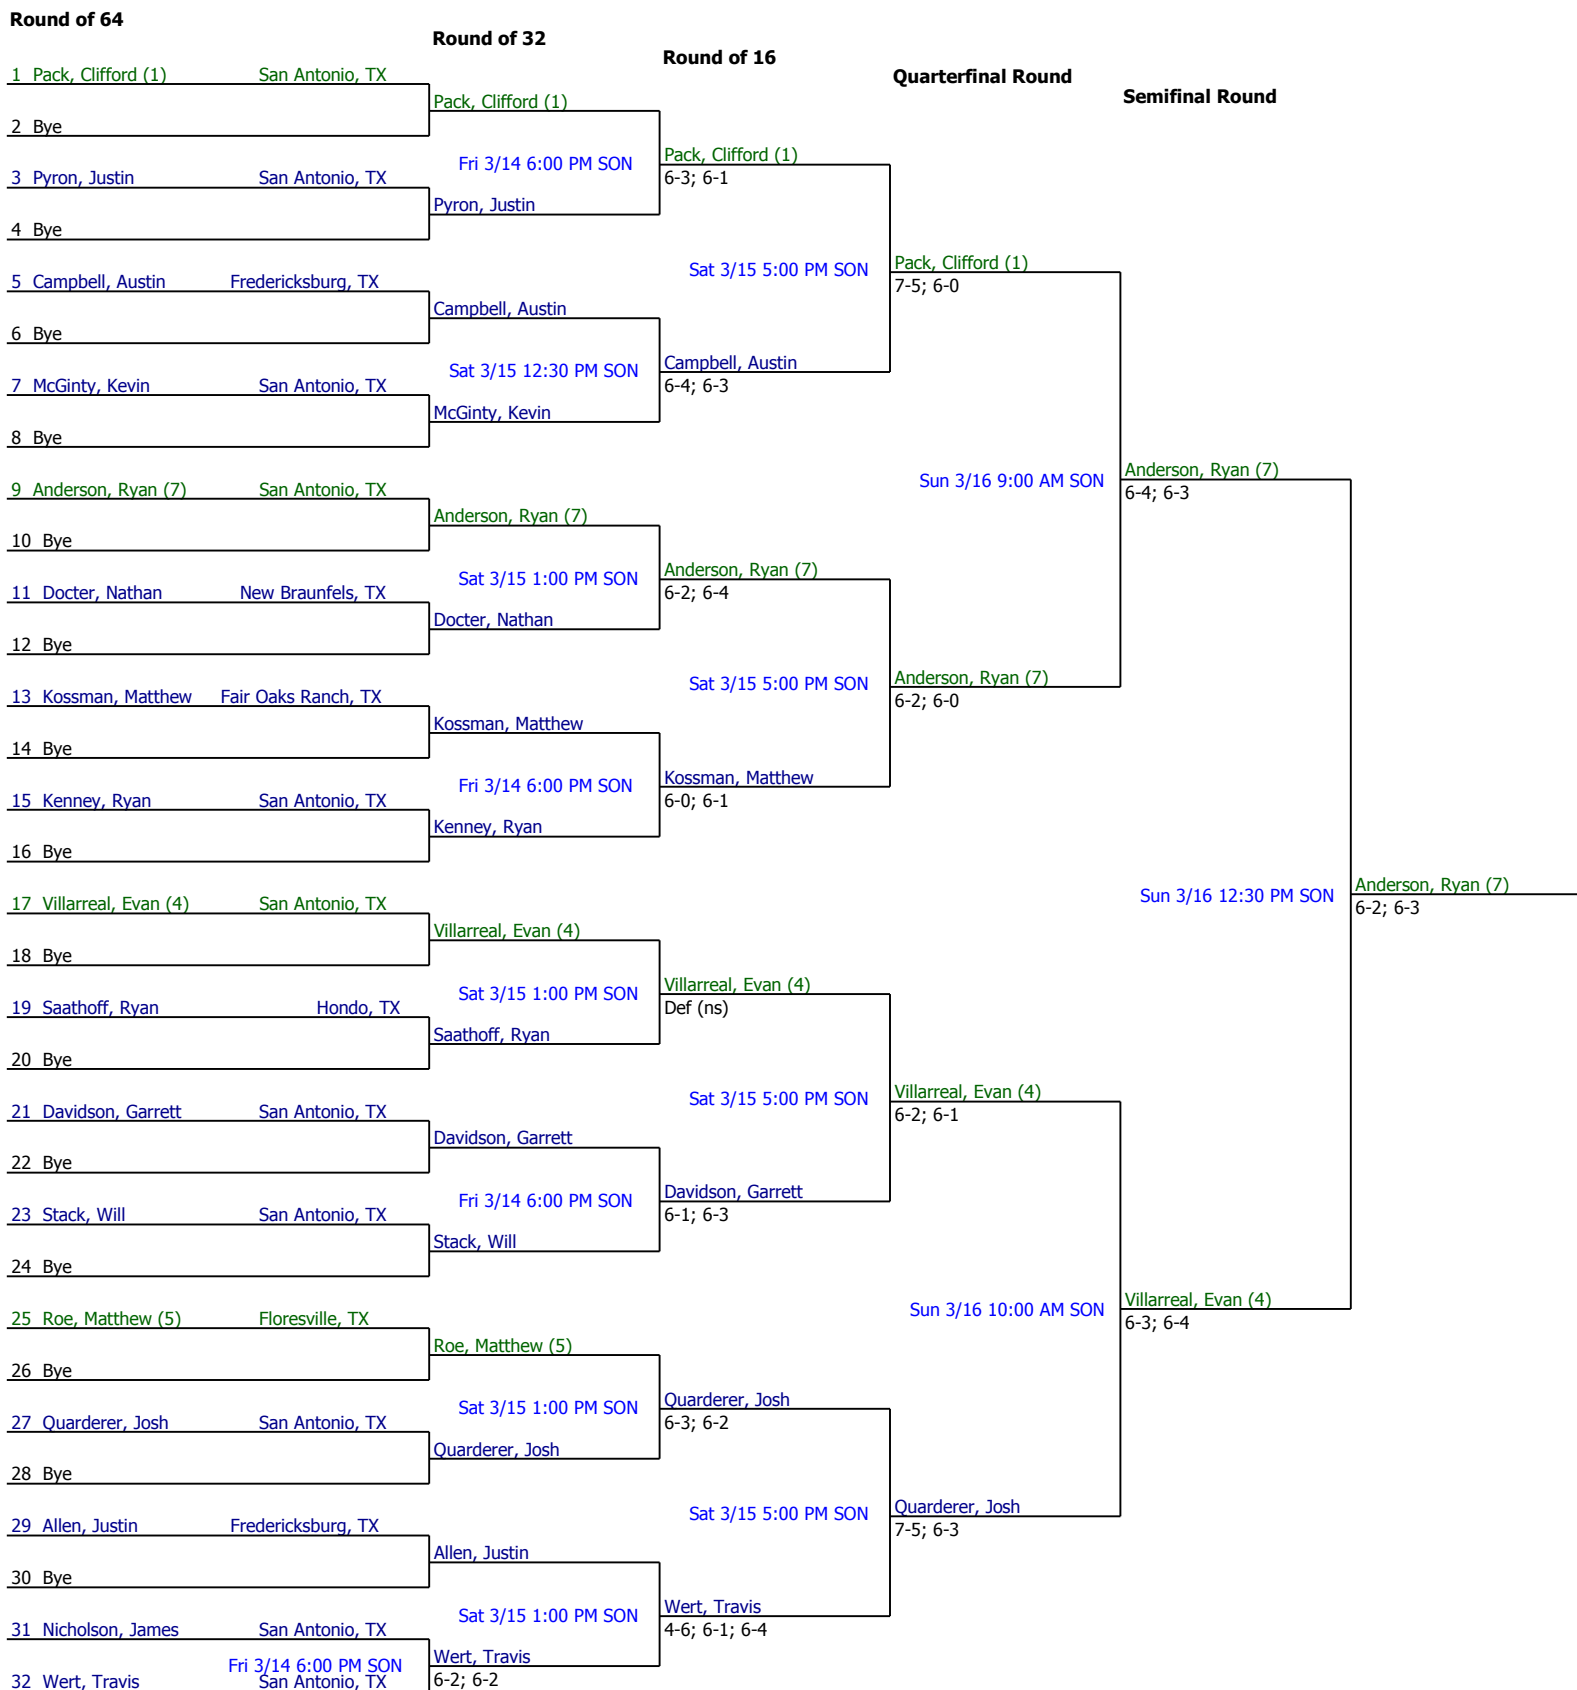 Round of 64
Round of 32
Round of 16
Quarterfinal Round
Semifinal Round
1 Pack, Clifford (1) San Antonio, TX
Pack, Clifford (1)
2 Bye
Fri 3/14 6:00 PM SON
Pack, Clifford (1)
6-3; 6-1
3 Pyron, Justin San Antonio, TX
Pyron, Justin
4 Bye
Sat 3/15 5:00 PM SON
Pack, Clifford (1)
7-5; 6-0
5 Campbell, Austin Fredericksburg, TX
Campbell, Austin
6 Bye
Sat 3/15 12:30 PM SON
Campbell, Austin
6-4; 6-3
7 McGinty, Kevin San Antonio, TX
McGinty, Kevin
8 Bye
Sun 3/16 9:00 AM SON
Anderson, Ryan (7)
6-4; 6-3
9 Anderson, Ryan (7) San Antonio, TX
Anderson, Ryan (7)
10 Bye
Sat 3/15 1:00 PM SON
Anderson, Ryan (7)
6-2; 6-4
11 Docter, Nathan New Braunfels, TX
Docter, Nathan
12 Bye
Sat 3/15 5:00 PM SON
Anderson, Ryan (7)
6-2; 6-0
13 Kossman, Matthew Fair Oaks Ranch, TX
Kossman, Matthew
14 Bye
Fri 3/14 6:00 PM SON
Kossman, Matthew
6-0; 6-1
15 Kenney, Ryan San Antonio, TX
Kenney, Ryan
16 Bye
Sun 3/16 12:30 PM SON
Anderson, Ryan (7)
6-2; 6-3
17 Villarreal, Evan (4) San Antonio, TX
Villarreal, Evan (4)
18 Bye
Sat 3/15 1:00 PM SON
Villarreal, Evan (4)
Def (ns)
19 Saathoff, Ryan Hondo, TX
Saathoff, Ryan
20 Bye
Sat 3/15 5:00 PM SON
Villarreal, Evan (4)
6-2; 6-1
21 Davidson, Garrett San Antonio, TX
Davidson, Garrett
22 Bye
Fri 3/14 6:00 PM SON
Davidson, Garrett
6-1; 6-3
23 Stack, Will San Antonio, TX
Stack, Will
24 Bye
Sun 3/16 10:00 AM SON
Villarreal, Evan (4)
6-3; 6-4
25 Roe, Matthew (5) Floresville, TX
Roe, Matthew (5)
26 Bye
Sat 3/15 1:00 PM SON
Quarderer, Josh
6-3; 6-2
27 Quarderer, Josh San Antonio, TX
Quarderer, Josh
28 Bye
Sat 3/15 5:00 PM SON
Quarderer, Josh
7-5; 6-3
29 Allen, Justin Fredericksburg, TX
Allen, Justin
30 Bye
Sat 3/15 1:00 PM SON
Wert, Travis
4-6; 6-1; 6-4
31 Nicholson, James San Antonio, TX
Fri 3/14 6:00 PM SON
Wert, Travis
6-2; 6-2
32 Wert, Travis San Antonio, TX